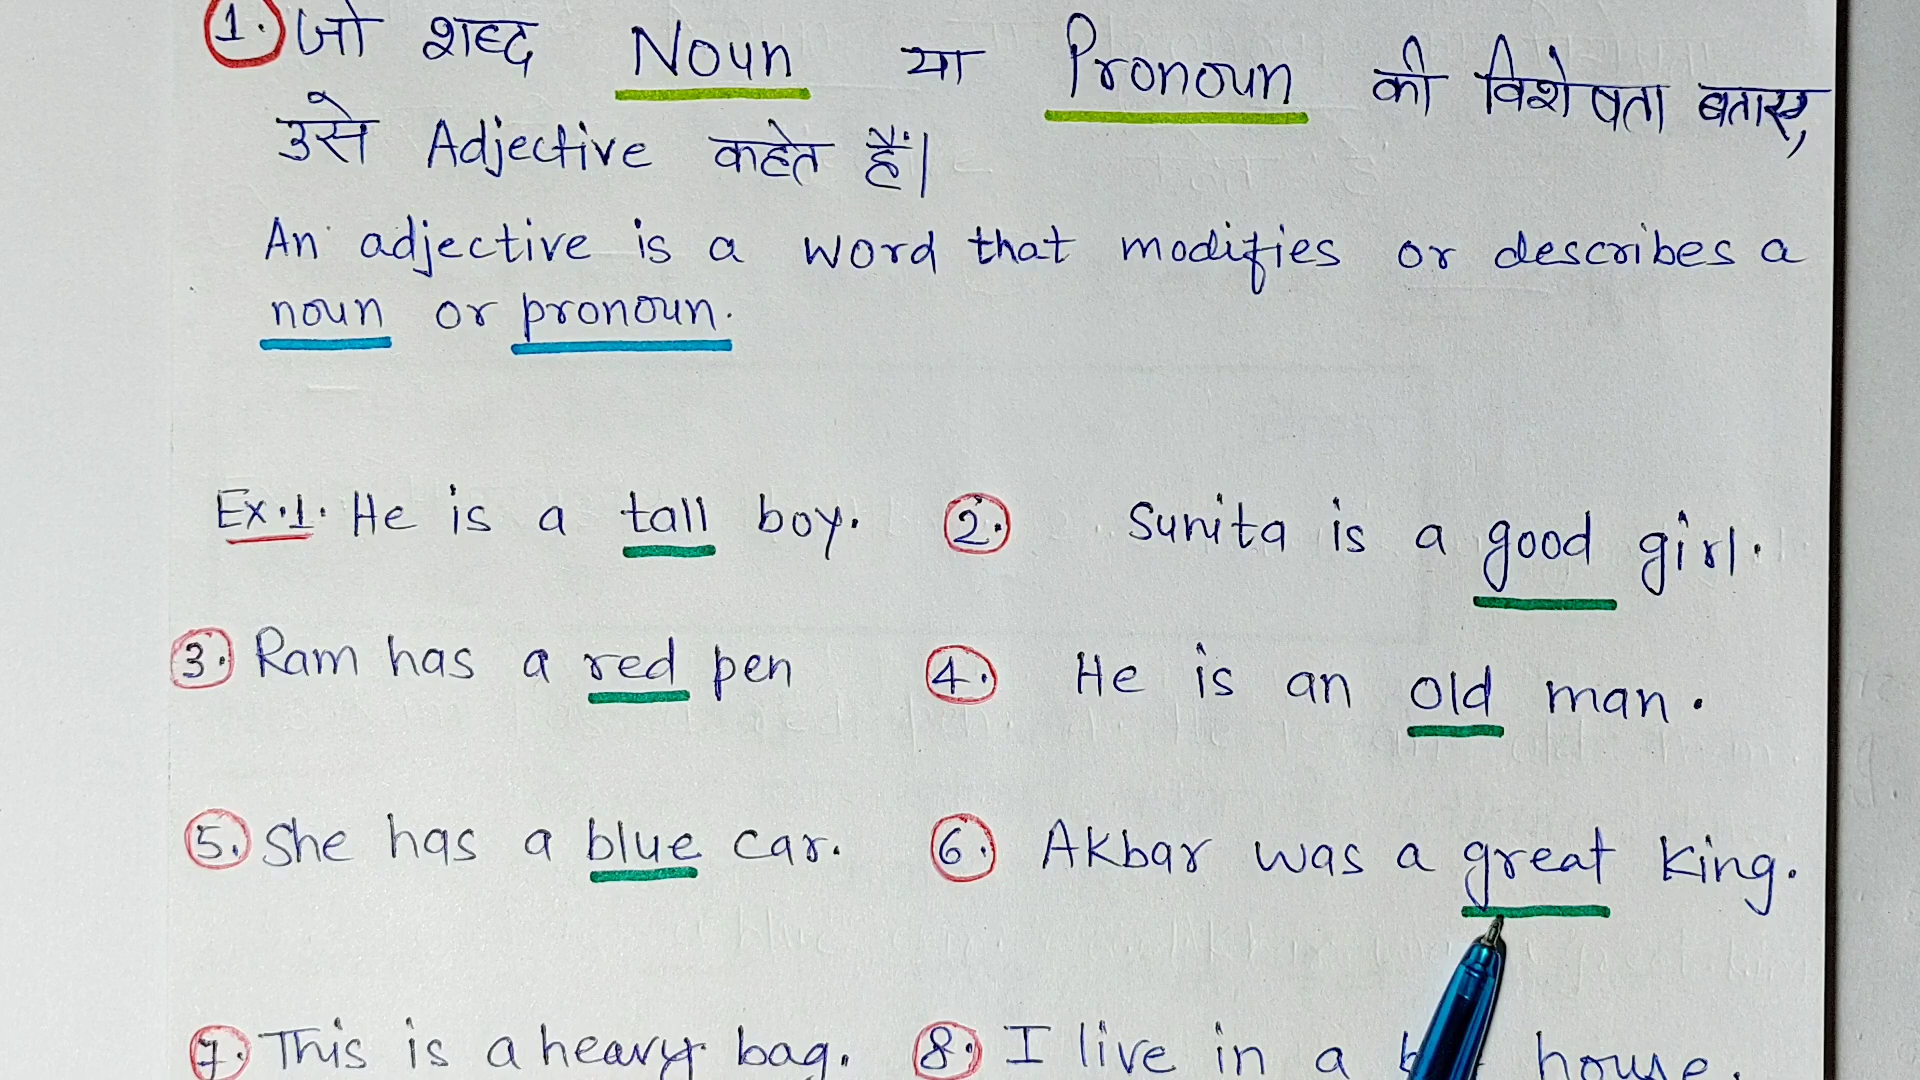 1. जो शब्द Noun या Pronoun की विशेषता बताए,
उसे Adjective कहते हैं।
An adjective is a word that modifies or describes a
noun or pronoun.
Ex.1. He is a tall boy. 2. Sunita is a good girl.
3. Ram has a red pen 4. He is an old man.
5. She has a blue car. 6. Akbar was a great king.
7. This is a heavy bag. 8. I live in a house.